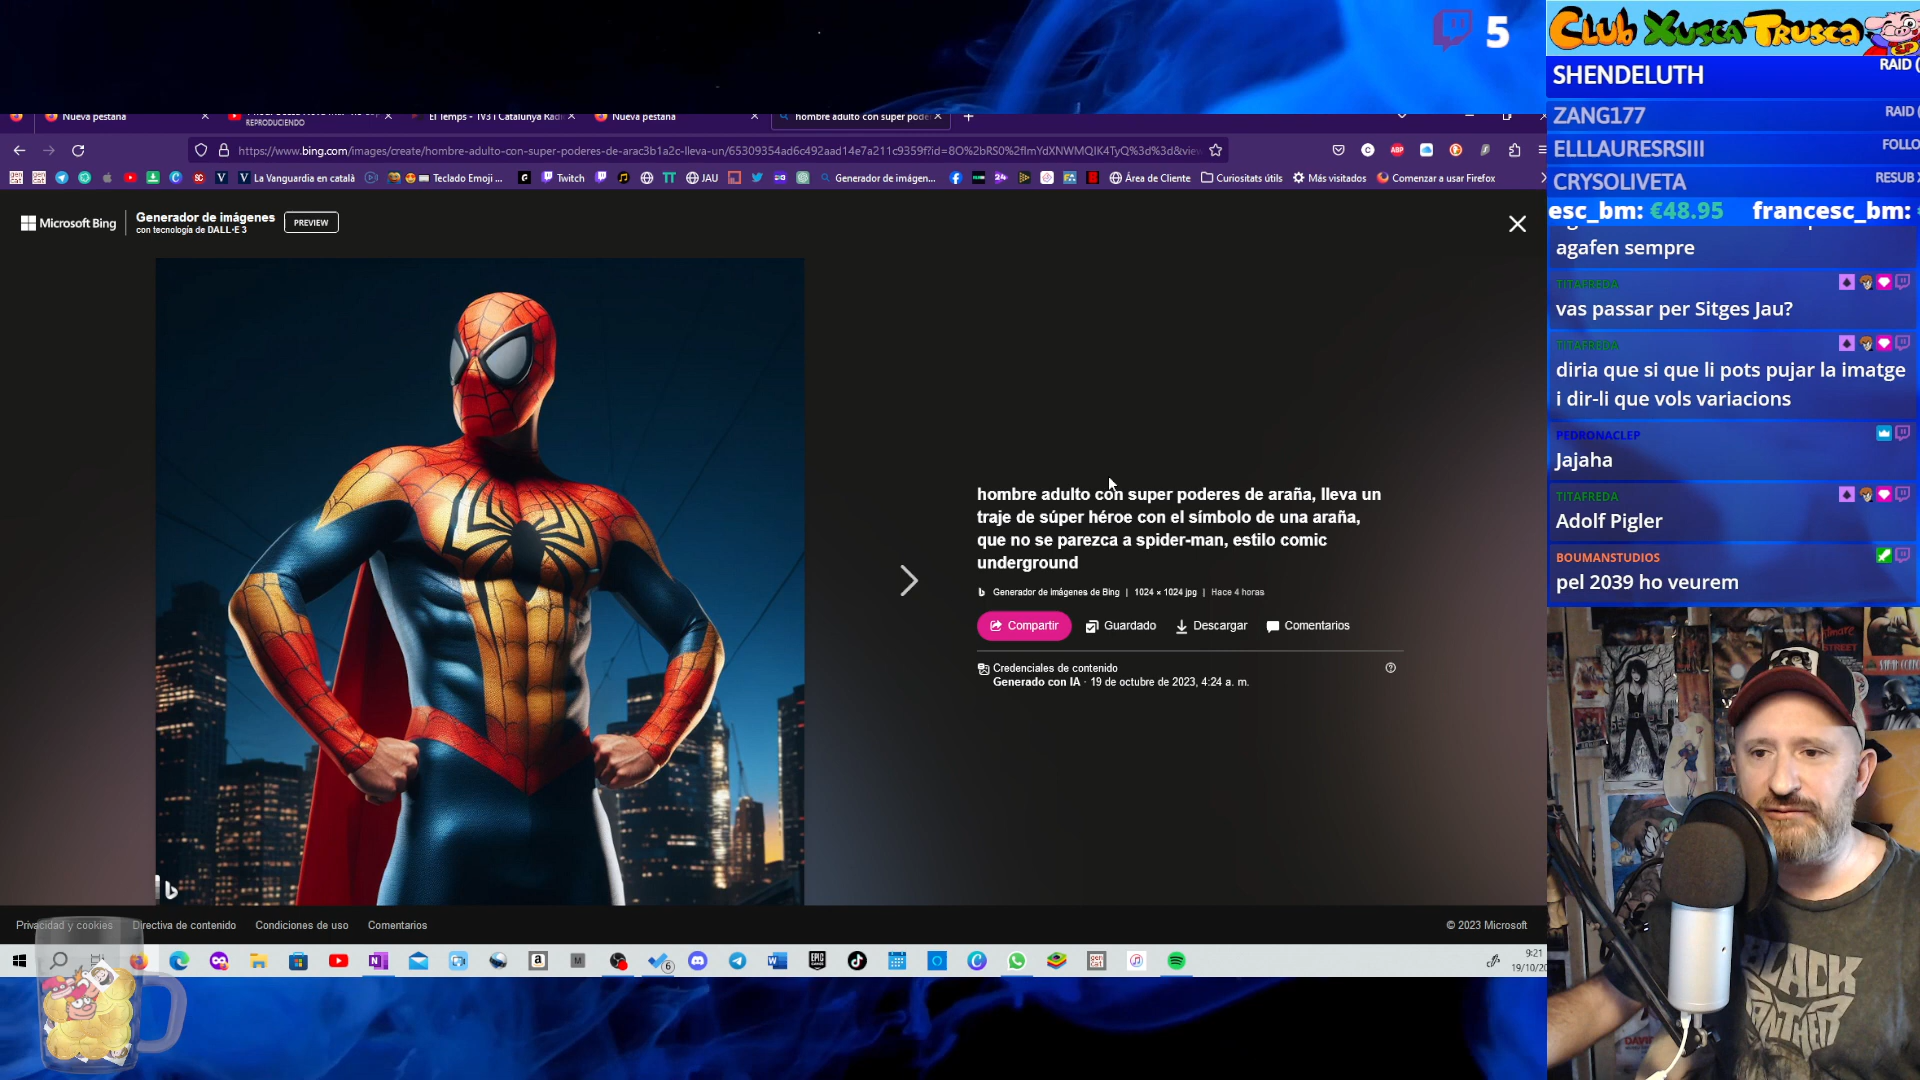 5
Club Xusca Trusca
SHENDELUTH RAID (
ZANG177 RAID (
ELLLAURESRSIII FOLLO
CRYSOLIVETA RESUB X
esc_bm: €48.95 francesc_bm:
agafen sempre
TITAFREDA
vas passar per Sitges Jau?
TITAFREDA
diria que si que li pots pujar la imatge
i dir-li que vols variacions
PEDRONACLEP
Jajaha
TITAFREDA
Adolf Pigler
BOUMANSTUDIOS
pel 2039 ho veurem
Nueva pestaña
REPRODUCIENDO
El Temps - TV3 i Catalunya Ràdi
Nueva pestaña
hombre adulto con super pode
https://www.bing.com/images/create/hombre-adulto-con-super-poderes-de-arac3b1a2c-lleva-un/65309354ad6c492aad14e7a211c9359f?id=8O%2bRS0%2fImYdXNWMQIK4TyQ%3d%3d&view
La Vanguardia en català
Teclado Emoji ...
Twitch
JAU
Generador de imágen...
Área de Cliente
Curiositats útils
Más visitados
Comenzar a usar Firefox
Microsoft Bing
Generador de imágenes
con tecnología de DALL·E 3
PREVIEW
hombre adulto con super poderes de araña, lleva un
traje de súper héroe con el símbolo de una araña,
que no se parezca a spider-man, estilo comic
underground
Generador de imágenes de Bing | 1024 × 1024 jpg | Hace 4 horas
Compartir Guardado Descargar Comentarios
Credenciales de contenido
Generado con IA · 19 de octubre de 2023, 4:24 a. m.
Privacidad y cookies Directiva de contenido Condiciones de uso Comentarios
© 2023 Microsoft
9:21
19/10/20
BLACK
PANTHER